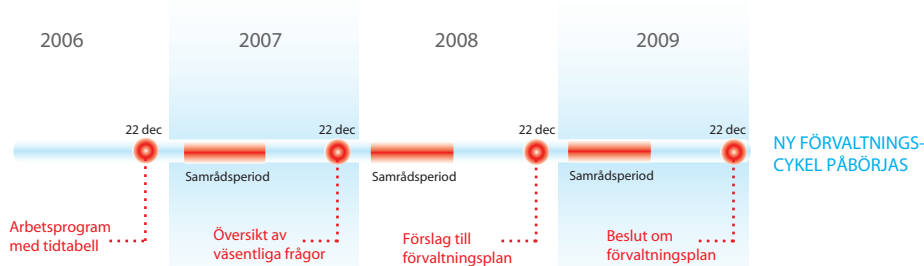 2006
2007
2008
2009
22 dec
22 dec
22 dec
22 dec
NY FÖRVALTNINGS-
CYKEL PÅBÖRJAS
Samrådsperiod
Samrådsperiod
Samrådsperiod
Arbetsprogram
med tidtabell
Översikt av
väsentliga frågor
Förslag till
förvaltningsplan
Beslut om
förvaltningsplan